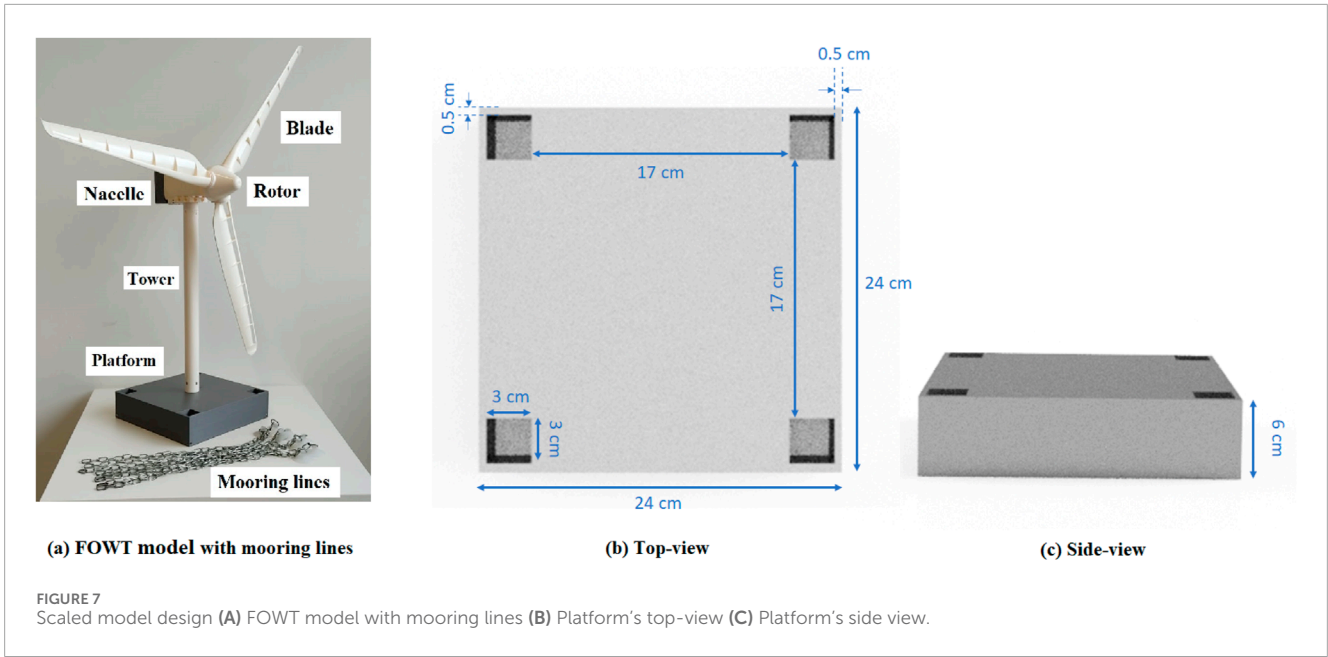 Blade
Nacelle
Rotor
Tower
Platform
Mooring lines
(a) FOWT model with mooring lines
0.5 cm
0.5 cm
17 cm
17 cm
24 cm
3 cm
3 cm
24 cm
(b) Top-view
6 cm
(c) Side-view
FIGURE 7
Scaled model design (A) FOWT model with mooring lines (B) Platform's top-view (C) Platform's side view.